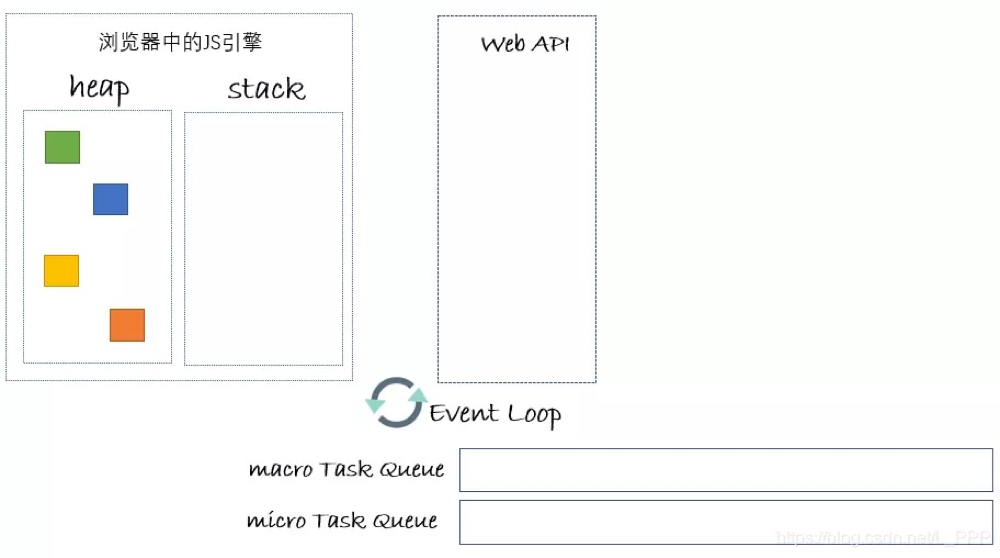 浏览器中的JS引擎
Web API
heap
stack
Event Loop
macro Task Queue
micro Task Queue
https://blog.csdn.net/L_PPP